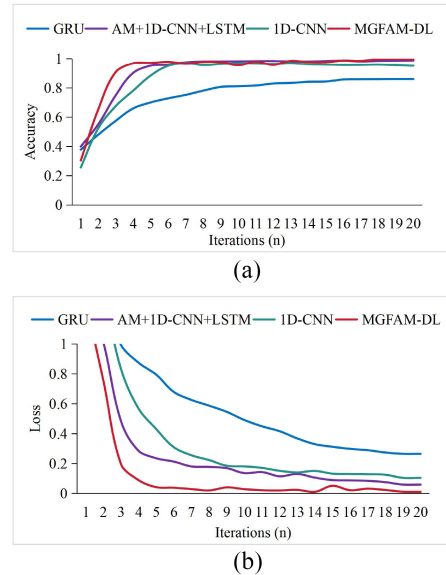 GRU AM+1D-CNN+LSTM 1D-CNN MGFAM-DL
1
0.8
0.6
0.4
0.2
0
Accuracy
1 2 3 4 5 6 7 8 9 10 11 12 13 14 15 16 17 18 19 20
Iterations (n)
(a)
GRU AM+1D-CNN+LSTM 1D-CNN MGFAM-DL
1
0.8
0.6
0.4
0.2
0
Loss
1 2 3 4 5 6 7 8 9 10 11 12 13 14 15 16 17 18 19 20
Iterations (n)
(b)